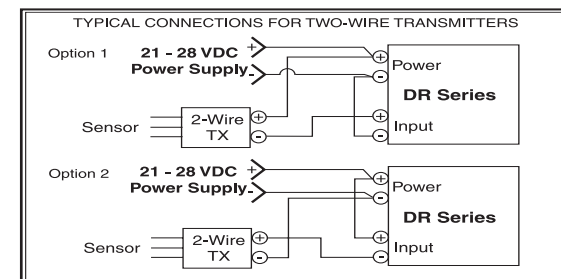 TYPICAL CONNECTIONS FOR TWO-WIRE TRANSMITTERS
Option 1
21 - 28 VDC +
Power Supply -
+
-
Power
DR Series
Sensor
2-Wire
TX
+
-
+
-
Input
Option 2
21 - 28 VDC +
Power Supply -
+
-
Power
DR Series
Sensor
2-Wire
TX
+
-
+
-
Input